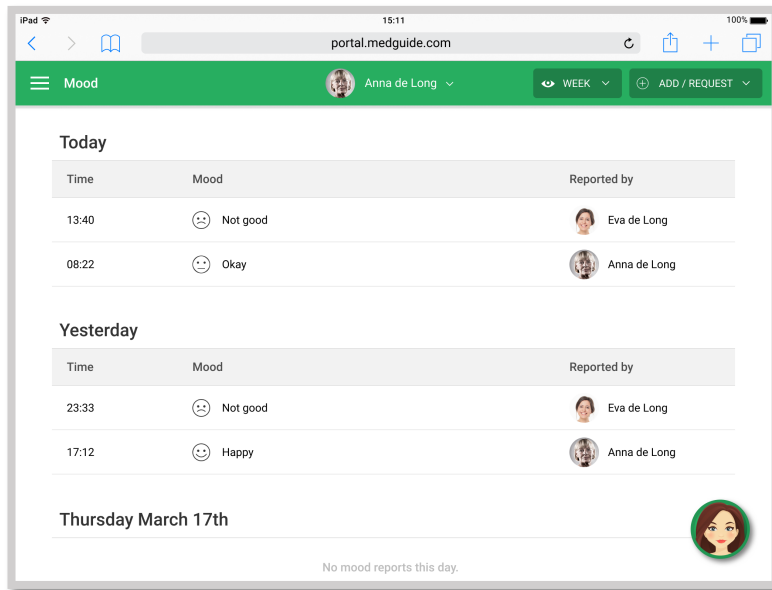 iPad 15:11 100%
portal.medguide.com
Mood Anna de Long WEEK ADD / REQUEST
Today
Time Mood Reported by
13:40 Not good Eva de Long
08:22 Okay Anna de Long
Yesterday
Time Mood Reported by
23:33 Not good Eva de Long
17:12 Happy Anna de Long
Thursday March 17th
No mood reports this day.